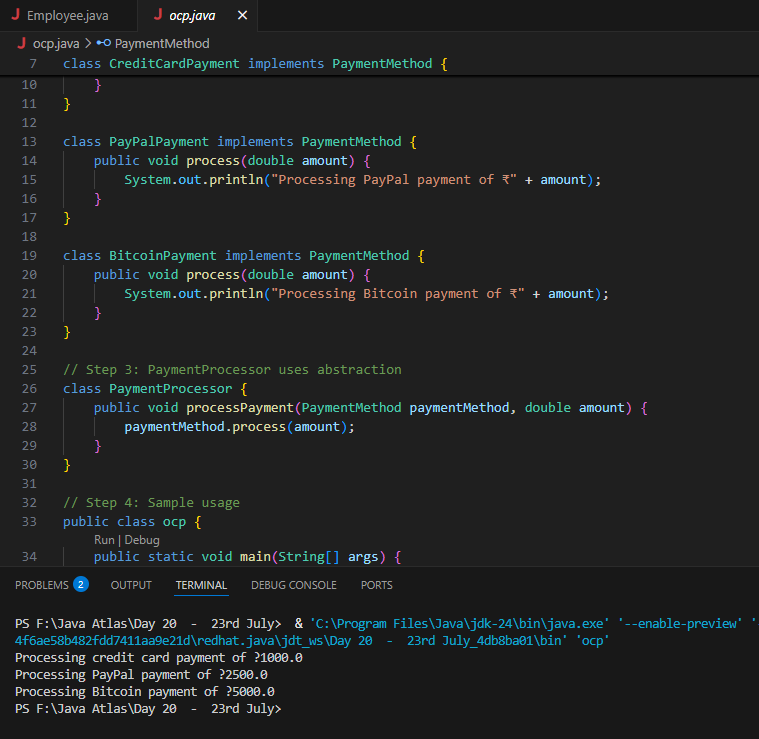 Employee.java
ocp.java
ocp.java > PaymentMethod
7 class CreditCardPayment implements PaymentMethod {
10 }
11 }
12
13 class PayPalPayment implements PaymentMethod {
14 public void process(double amount) {
15 System.out.println("Processing PayPal payment of ₹" + amount);
16 }
17 }
18
19 class BitcoinPayment implements PaymentMethod {
20 public void process(double amount) {
21 System.out.println("Processing Bitcoin payment of ₹" + amount);
22 }
23 }
24
25 // Step 3: PaymentProcessor uses abstraction
26 class PaymentProcessor {
27 public void processPayment(PaymentMethod paymentMethod, double amount) {
28 paymentMethod.process(amount);
29 }
30 }
31
32 // Step 4: Sample usage
33 public class ocp {
Run | Debug
34 public static void main(String[] args) {
PROBLEMS 2 OUTPUT TERMINAL DEBUG CONSOLE PORTS
PS F:\Java Atlas\Day 20 - 23rd July> & 'C:\Program Files\Java\jdk-24\bin\java.exe' '--enable-preview' '
4f6ae58b482fdd7411aa9e21d\redhat.java\jdt_ws\Day 20 - 23rd July_4db8ba01\bin' 'ocp'
Processing credit card payment of ?1000.0
Processing PayPal payment of ?2500.0
Processing Bitcoin payment of ?5000.0
PS F:\Java Atlas\Day 20 - 23rd July>